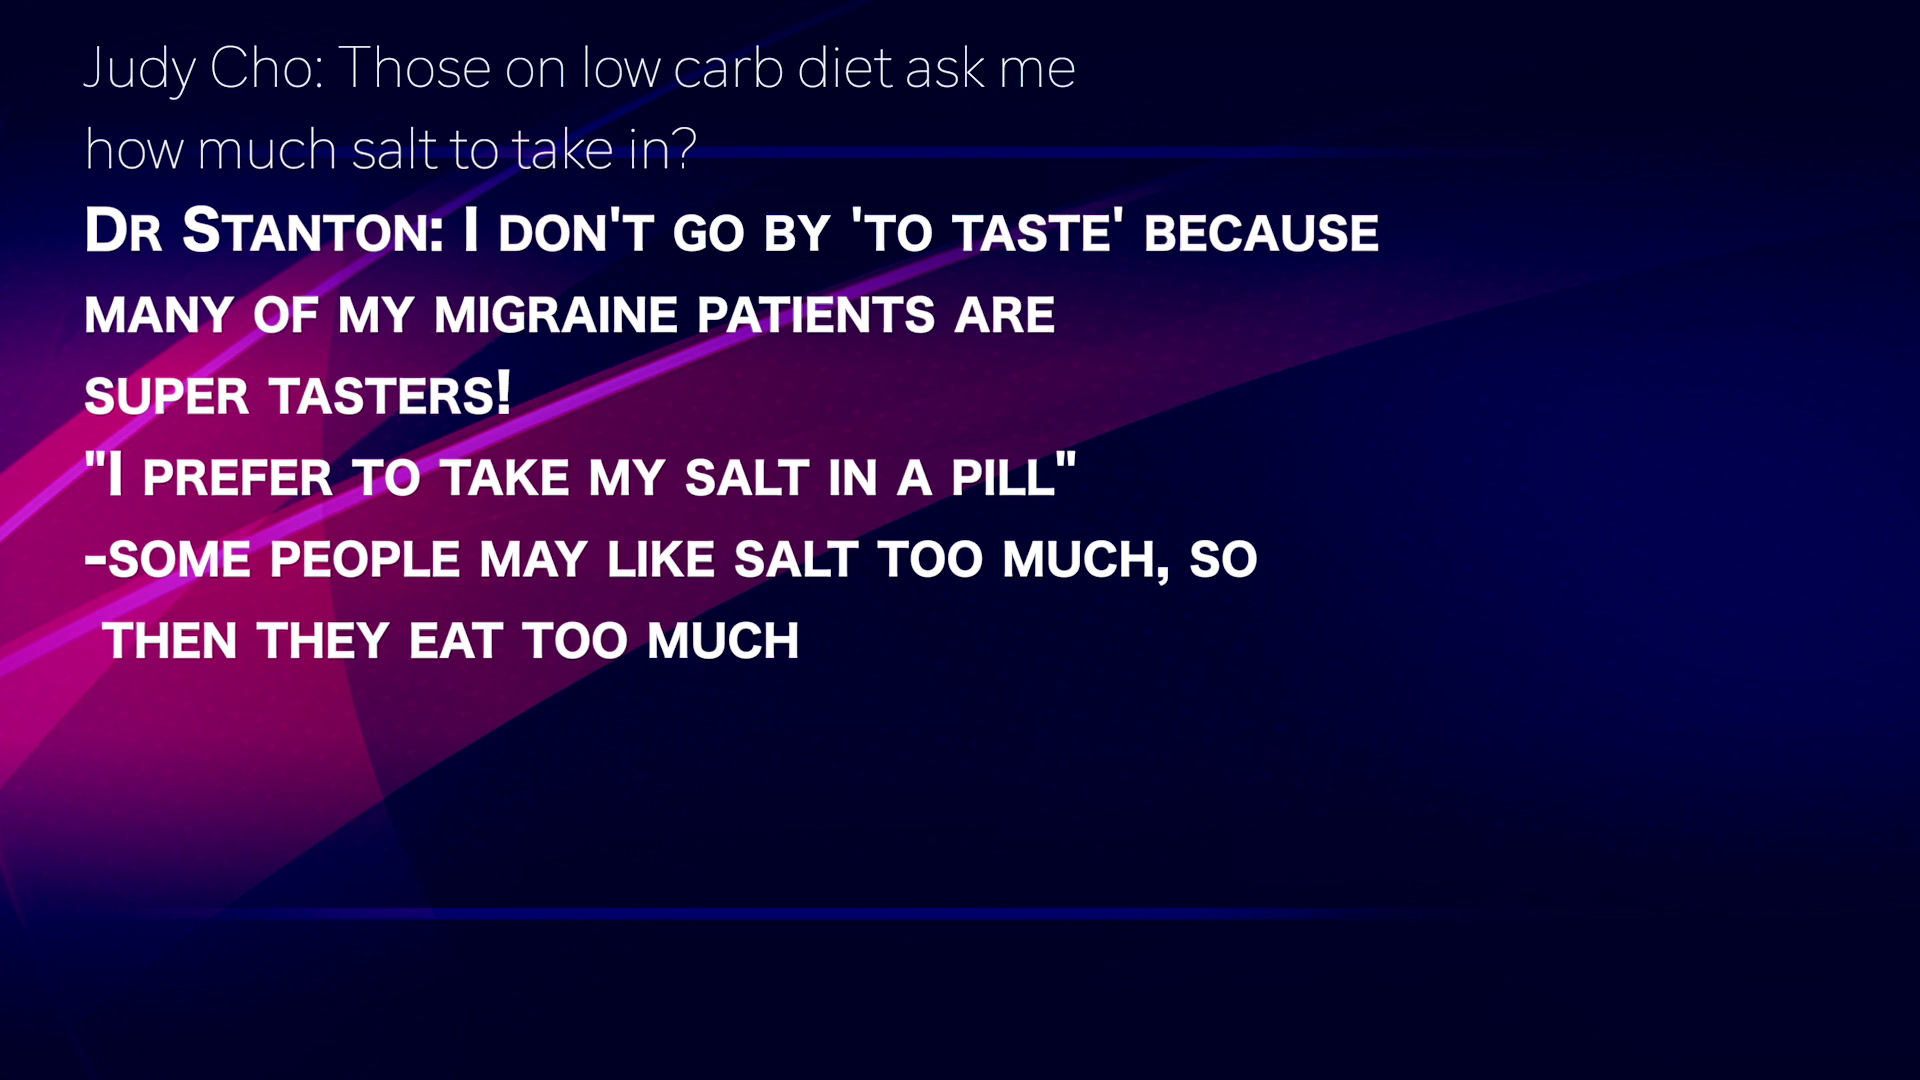 Judy Cho: Those on low carb diet ask me
how much salt to take in?
Dr Stanton: I don't go by 'to taste' because
many of my migraine patients are
super tasters!
"I prefer to take my salt in a pill"
-some people may like salt too much, so
then they eat too much